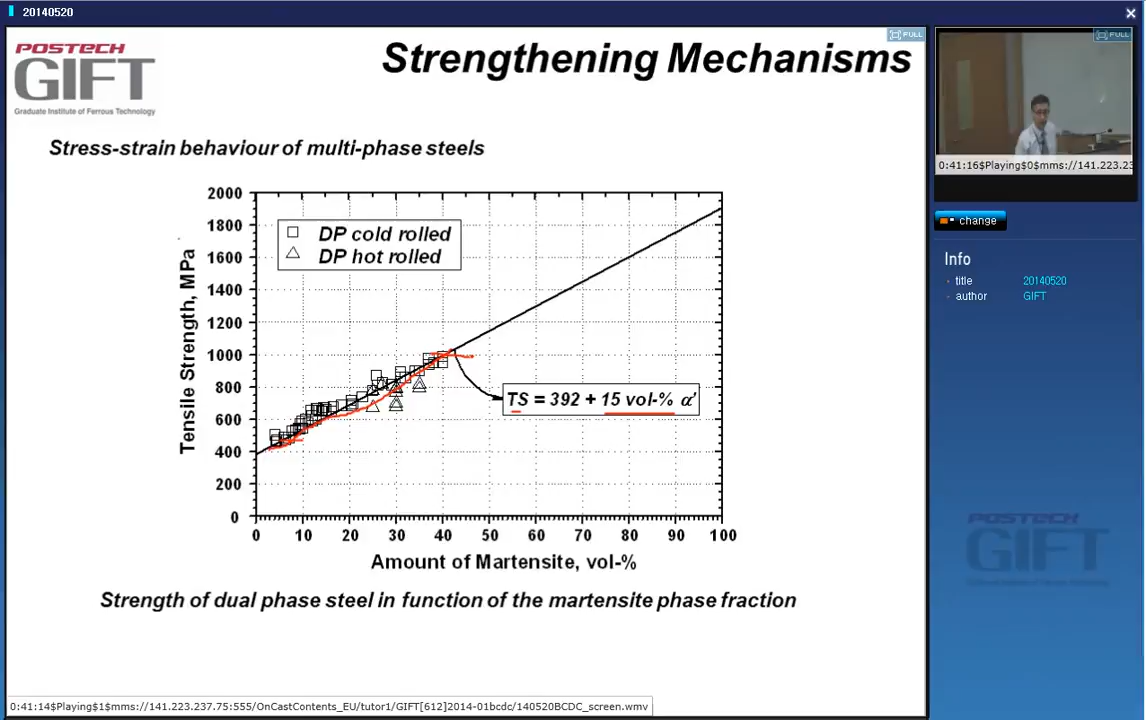 20140520
POSTECH
GIFT
Graduate Institute of Ferrous Technology
Strengthening Mechanisms
FULL
FULL
Stress-strain behaviour of multi-phase steels
0:41:16$Playing$0$mms://141.223.23
change
Info
title 20140520
author GIFT
2000
1800
1600
1400
1200
1000
800
600
400
200
0
Tensile Strength, MPa
DP cold rolled
DP hot rolled
TS = 392 + 15 vol-% α'
0 10 20 30 40 50 60 70 80 90 100
Amount of Martensite, vol-%
Strength of dual phase steel in function of the martensite phase fraction
POSTECH
GIFT
0:41:14$Playing$1$mms://141.223.237.75:555/OnCastContents_EU/tutor1/GIFT[612]2014-01bcdc/140520BCDC_screen.wmv